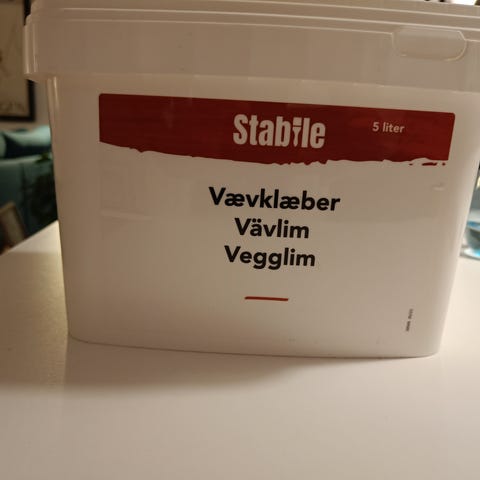 Stabile
5 liter
Vævklæber
Vävlim
Vegglim